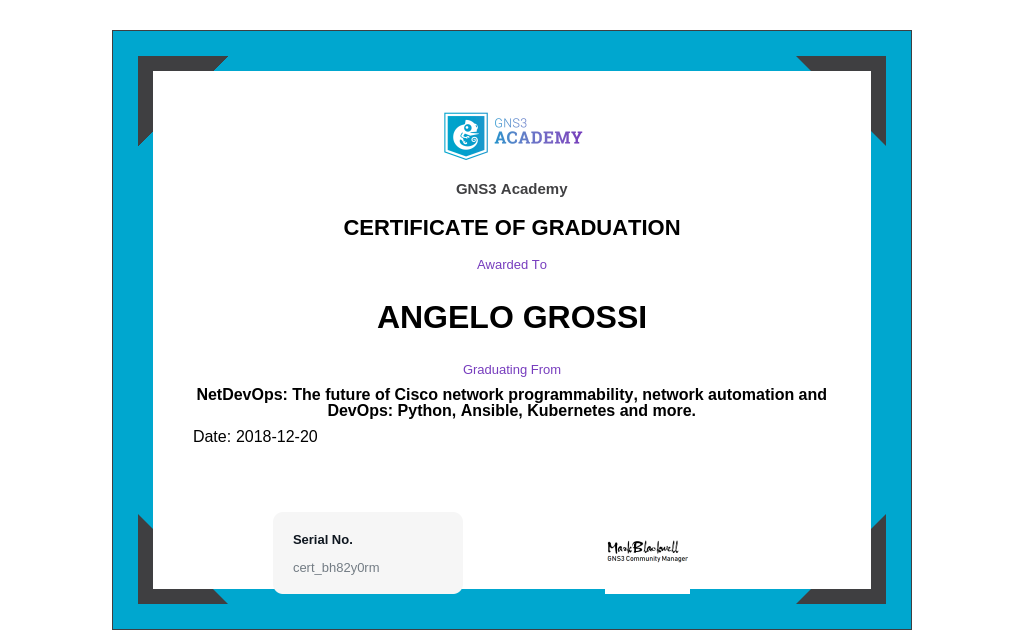 GNS3
ACADEMY
GNS3 Academy
CERTIFICATE OF GRADUATION
Awarded To
ANGELO GROSSI
Graduating From
NetDevOps: The future of Cisco network programmability, network automation and
DevOps: Python, Ansible, Kubernetes and more.
Date: 2018-12-20
Serial No.
cert_bh82y0rm
Mark Blackwell
GNS3 Community Manager